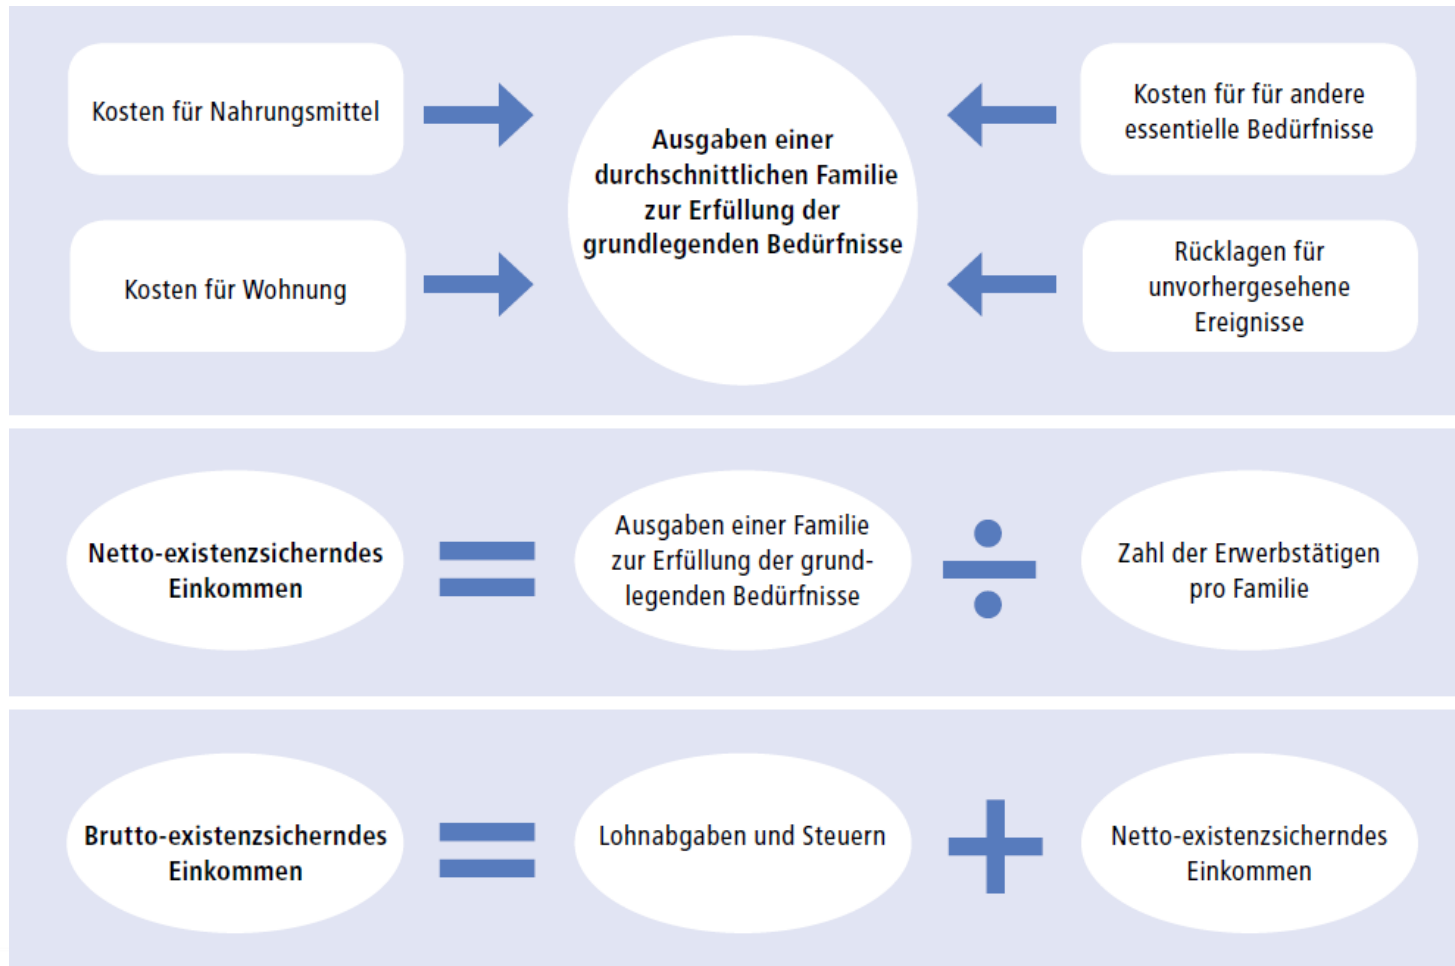 Kosten für Nahrungsmittel
Kosten für Wohnung
Ausgaben einer
durchschnittlichen Familie
zur Erfüllung der
grundlegenden Bedürfnisse
Kosten für für andere
essentielle Bedürfnisse
Rücklagen für
unvorhergesehene
Ereignisse
Netto-existenzsicherndes
Einkommen
=
Ausgaben einer Familie
zur Erfüllung der grund-
legenden Bedürfnisse
÷
Zahl der Erwerbstätigen
pro Familie
Brutto-existenzsicherndes
Einkommen
=
Lohnabgaben und Steuern
+
Netto-existenzsicherndes
Einkommen